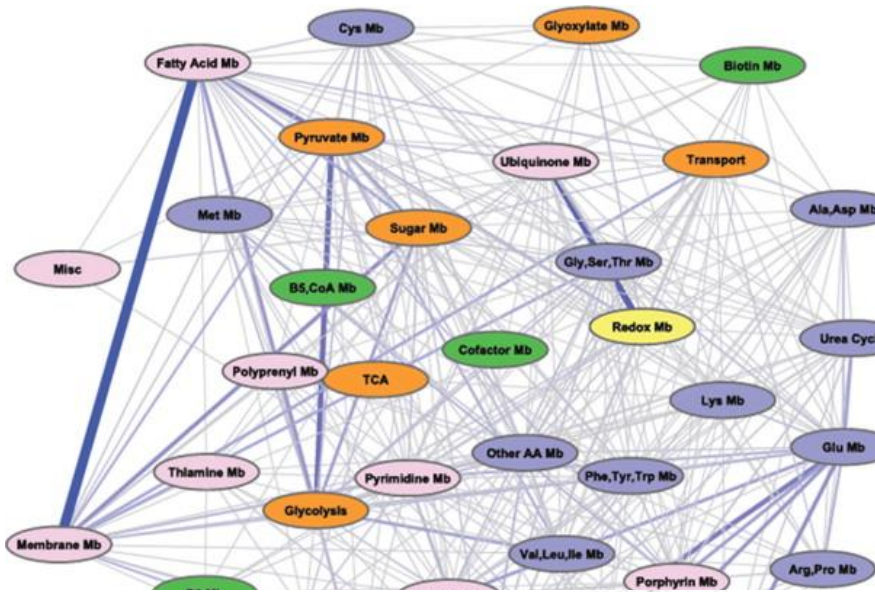 Cys Mb
Glyoxylate Mb
Fatty Acid Mb
Biotin Mb
Pyruvate Mb
Ubiquinone Mb
Transport
Met Mb
Ala,Asp Mb
Sugar Mb
Misc
Gly,Ser,Thr Mb
B5,CoA Mb
Redox Mb
Urea Cycl
Cofactor Mb
Polyprenyl Mb
TCA
Lys Mb
Other AA Mb
Glu Mb
Thiamine Mb
Pyrimidine Mb
Phe,Tyr,Trp Mb
Glycolysis
Membrane Mb
Val,Leu,Ile Mb
Arg,Pro Mb
Porphyrin Mb